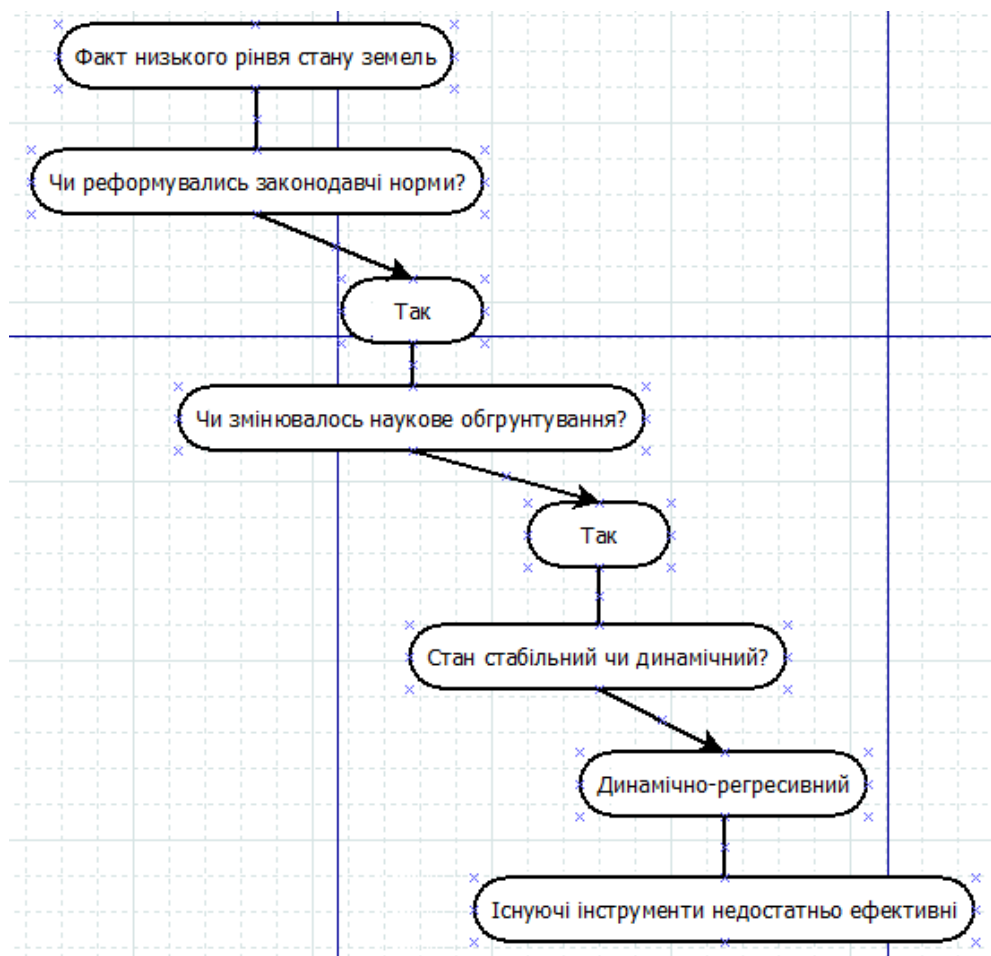 Факт низького рінвя стану земель
Чи реформувались законодавчі норми?
Так
Чи змінювалось наукове обгрунтування?
Так
Стан стабільний чи динамічний?
Динамічно-регресивний
Існуючі інструменти недостатньо ефективні